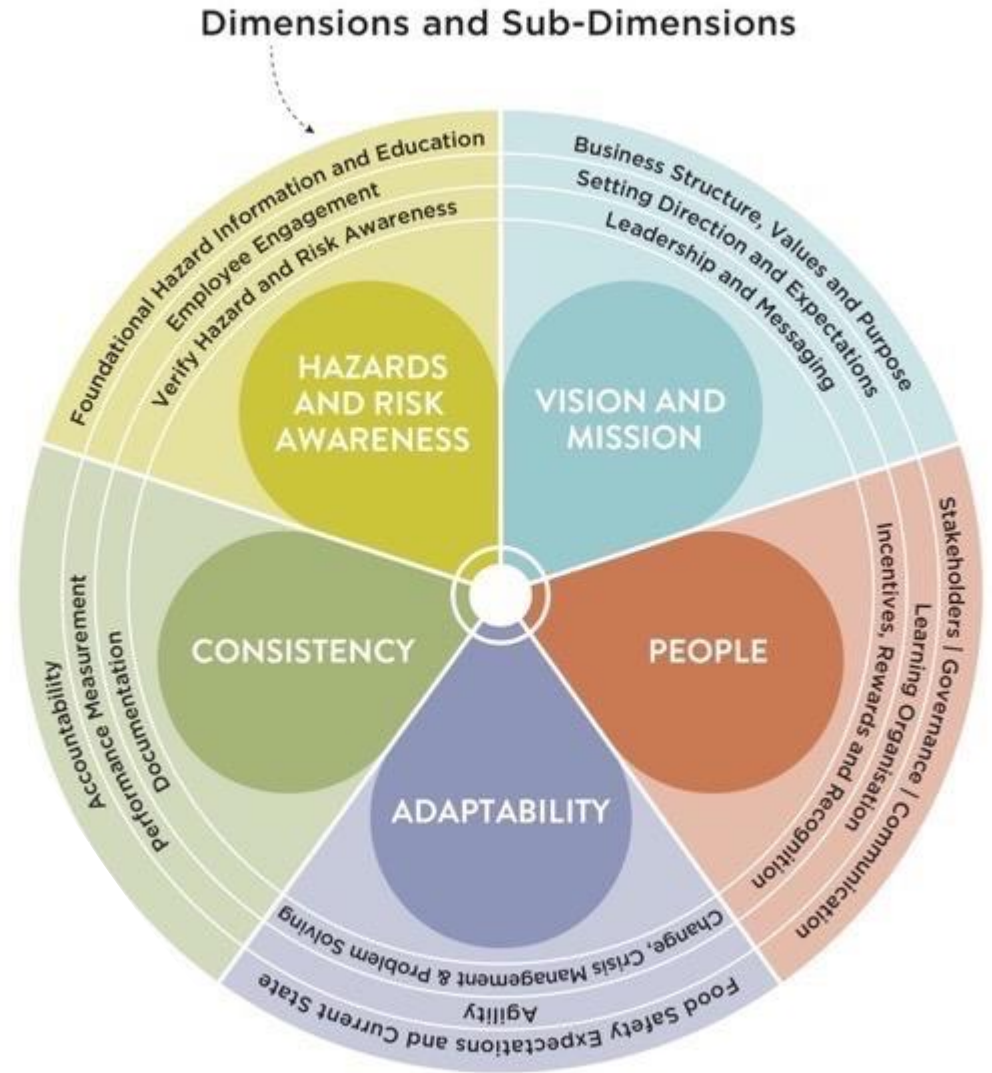 Dimensions and Sub-Dimensions
Foundational Hazard Information and Education
Employee Engagement
Verify Hazard and Risk Awareness
HAZARDS
AND RISK
AWARENESS
Business Structure, Values and Purpose
Setting Direction and Expectations
Leadership and Messaging
VISION AND
MISSION
Stakeholders | Governance | Communication
Learning Organisation
Incentives, Rewards and Recognition
PEOPLE
Food Safety Expectations and Current State
Agility
Change, Crisis Management & Problem Solving
ADAPTABILITY
Accountability
Performance Measurement
Documentation
CONSISTENCY